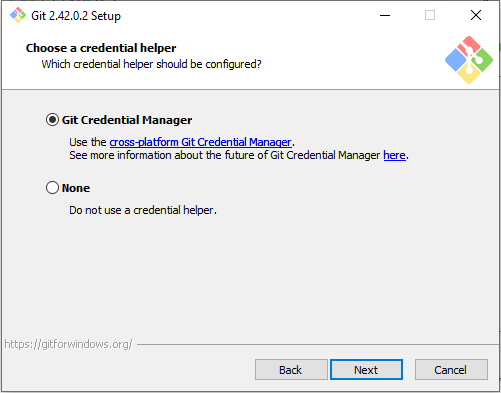 Git 2.42.0.2 Setup
Choose a credential helper
Which credential helper should be configured?
Git Credential Manager
Use the cross-platform Git Credential Manager.
See more information about the future of Git Credential Manager here.
None
Do not use a credential helper.
https://gitforwindows.org/
Back
Next
Cancel